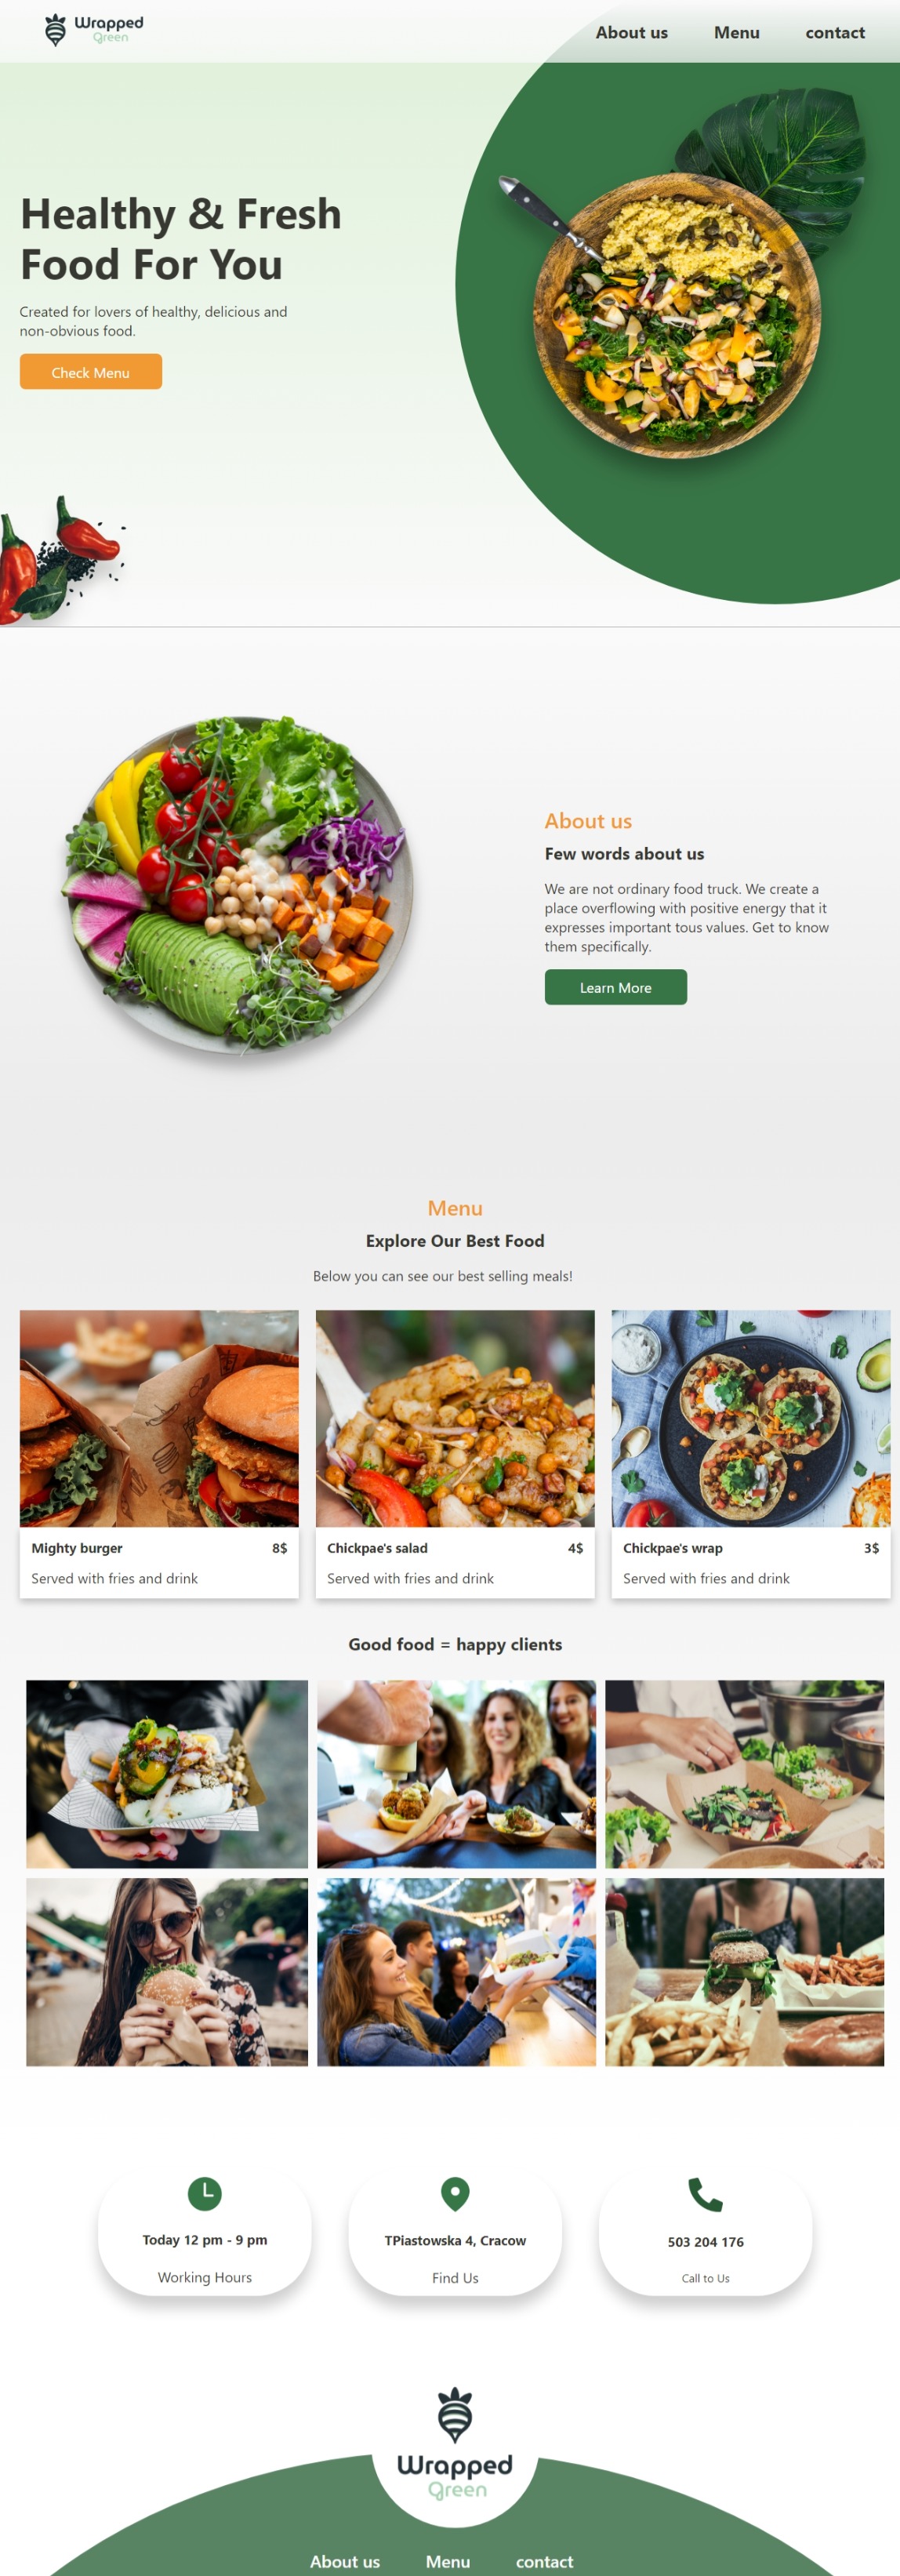 Wrapped
Green
About us Menu contact
Healthy & Fresh
Food For You
Created for lovers of healthy, delicious and
non-obvious food.
Check Menu
About us
Few words about us
We are not ordinary food truck. We create a
place overflowing with positive energy that it
expresses important tous values. Get to know
them specifically.
Learn More
Menu
Explore Our Best Food
Below you can see our best selling meals!
Mighty burger 8$
Served with fries and drink
Chickpae's salad 4$
Served with fries and drink
Chickpae's wrap 3$
Served with fries and drink
Good food = happy clients
Today 12 pm - 9 pm
Working Hours
TPiastowska 4, Cracow
Find Us
503 204 176
Call to Us
Wrapped
Green
About us Menu contact